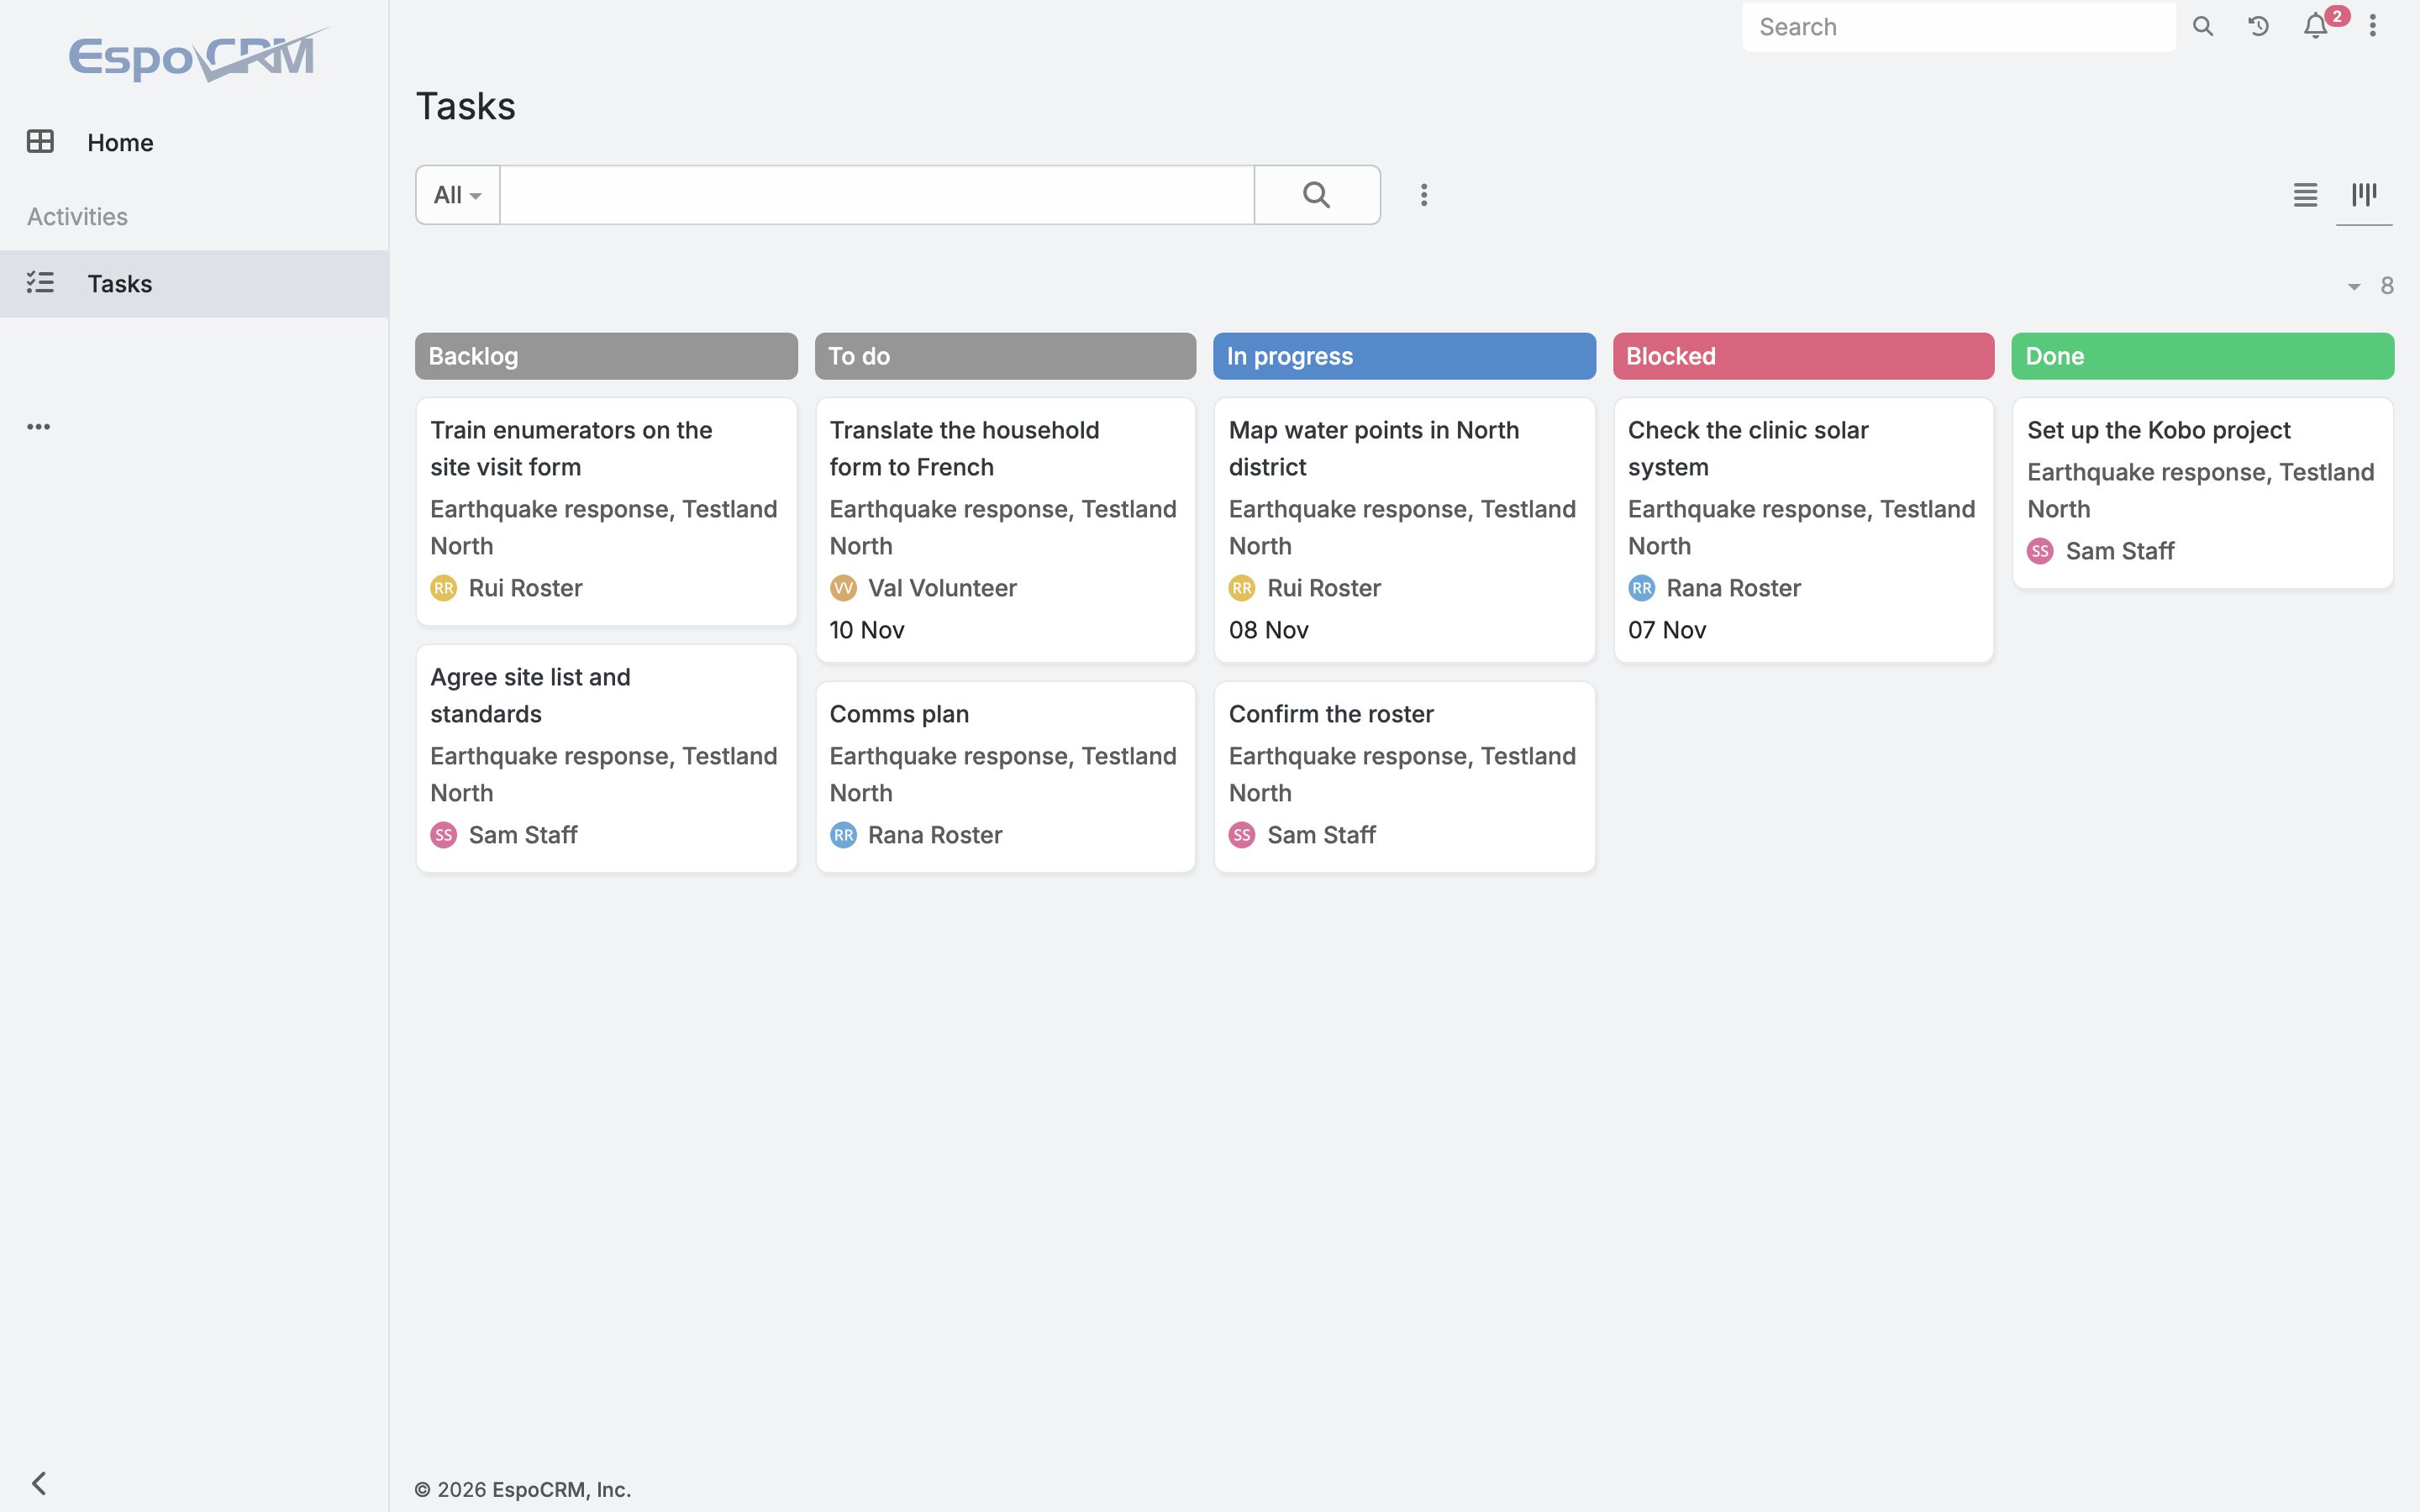 EspoCRM
Search
2
Home
Activities
Tasks
Tasks
All
8
Backlog
Train enumerators on the
site visit form
Earthquake response, Testland
North
RR Rui Roster
Agree site list and
standards
Earthquake response, Testland
North
SS Sam Staff
To do
Translate the household
form to French
Earthquake response, Testland
North
VV Val Volunteer
10 Nov
Comms plan
Earthquake response, Testland
North
RR Rana Roster
In progress
Map water points in North
district
Earthquake response, Testland
North
RR Rui Roster
08 Nov
Confirm the roster
Earthquake response, Testland
North
SS Sam Staff
Blocked
Check the clinic solar
system
Earthquake response, Testland
North
RR Rana Roster
07 Nov
Done
Set up the Kobo project
Earthquake response, Testland
North
SS Sam Staff
© 2026 EspoCRM, Inc.